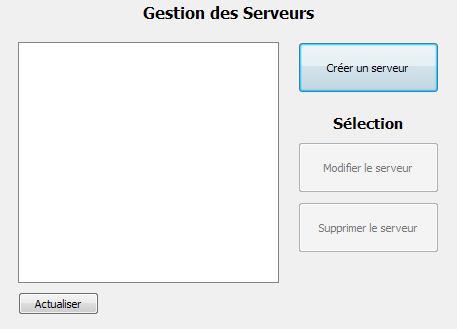 Gestion des Serveurs
Créer un serveur
Sélection
Modifier le serveur
Supprimer le serveur
Actualiser